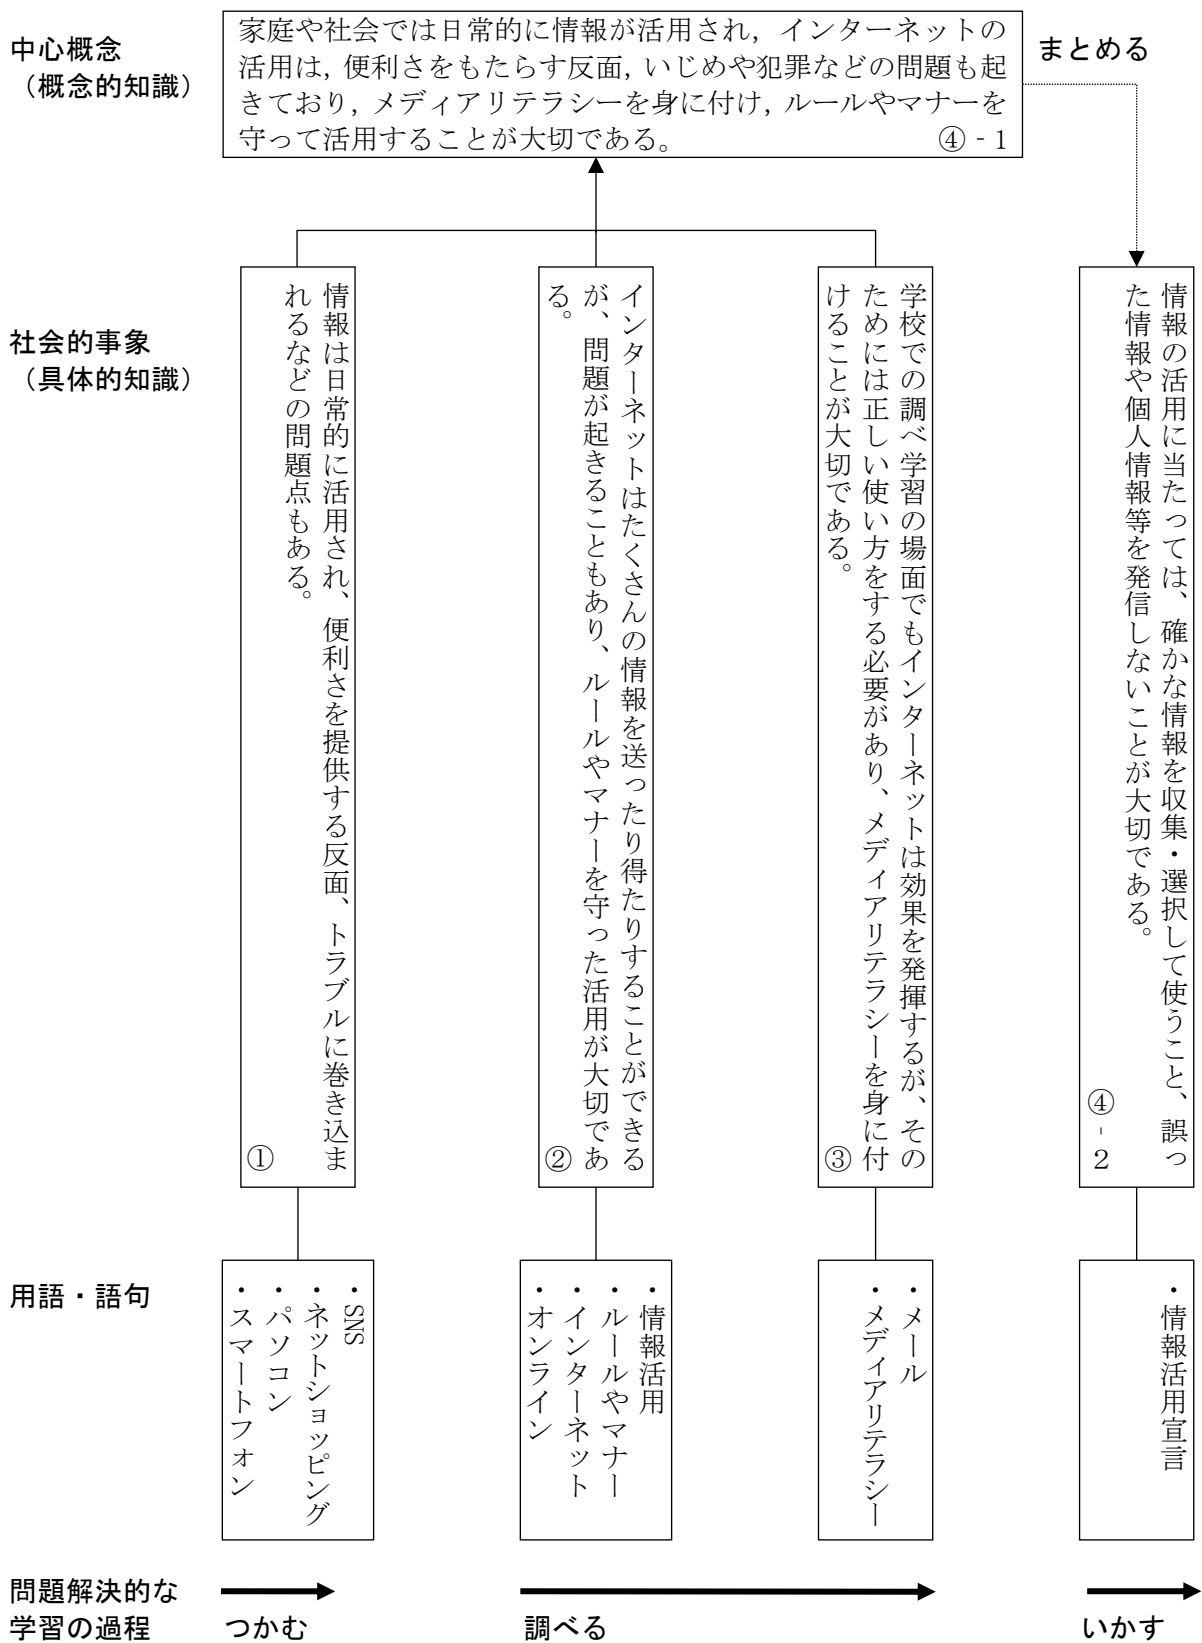 中心概念
（概念的知識）
家庭や社会では日常的に情報が活用され，インターネットの
活用は，便利さをもたらす反面，いじめや犯罪などの問題も起
きており，メディアリテラシーを身に付け，ルールやマナーを
守って活用することが大切である。 ④‐1
まとめる
社会的事象
（具体的知識）
情報は日常的に活用され、便利さを提供する反面、トラブルに巻き込ま
れるなどの問題点もある。
①
インターネットはたくさんの情報を送ったり得たりすることができる
が、問題が起きることもあり、ルールやマナーを守った活用が大切であ
る。
②
学校での調べ学習の場面でもインターネットは効果を発揮するが、その
ためには正しい使い方をする必要があり、メディアリテラシーを身に付
けることが大切である。
③
情報の活用に当たっては、確かな情報を収集・選択して使うこと、誤っ
た情報や個人情報等を発信しないことが大切である。
④‐2
用語・語句
・SNS
・ネットショッピング
・パソコン
・スマートフォン
・情報活用
・ルールやマナー
・インターネット
・オンライン
・メール
・メディアリテラシー
・情報活用宣言
問題解決的な
学習の過程
つかむ
調べる
いかす